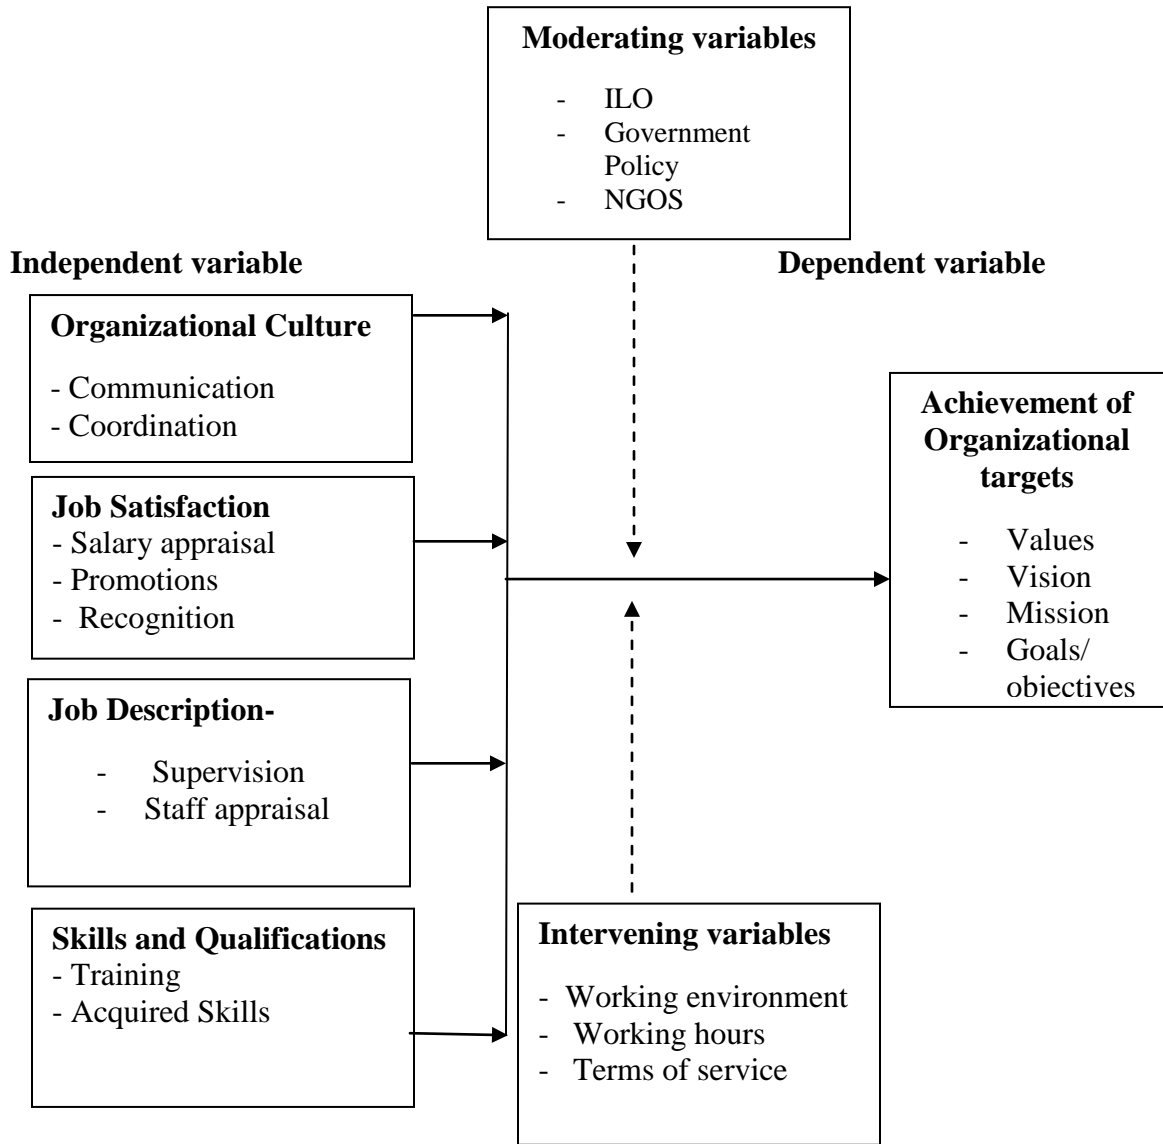 Moderating variables
- ILO
- Government
Policy
- NGOS
Independent variable
Dependent variable
Organizational Culture
- Communication
- Coordination
Job Satisfaction
- Salary appraisal
- Promotions
- Recognition
Job Description-
- Supervision
- Staff appraisal
Skills and Qualifications
- Training
- Acquired Skills
Intervening variables
- Working environment
- Working hours
- Terms of service
Achievement of
Organizational
targets
- Values
- Vision
- Mission
- Goals/
objectives